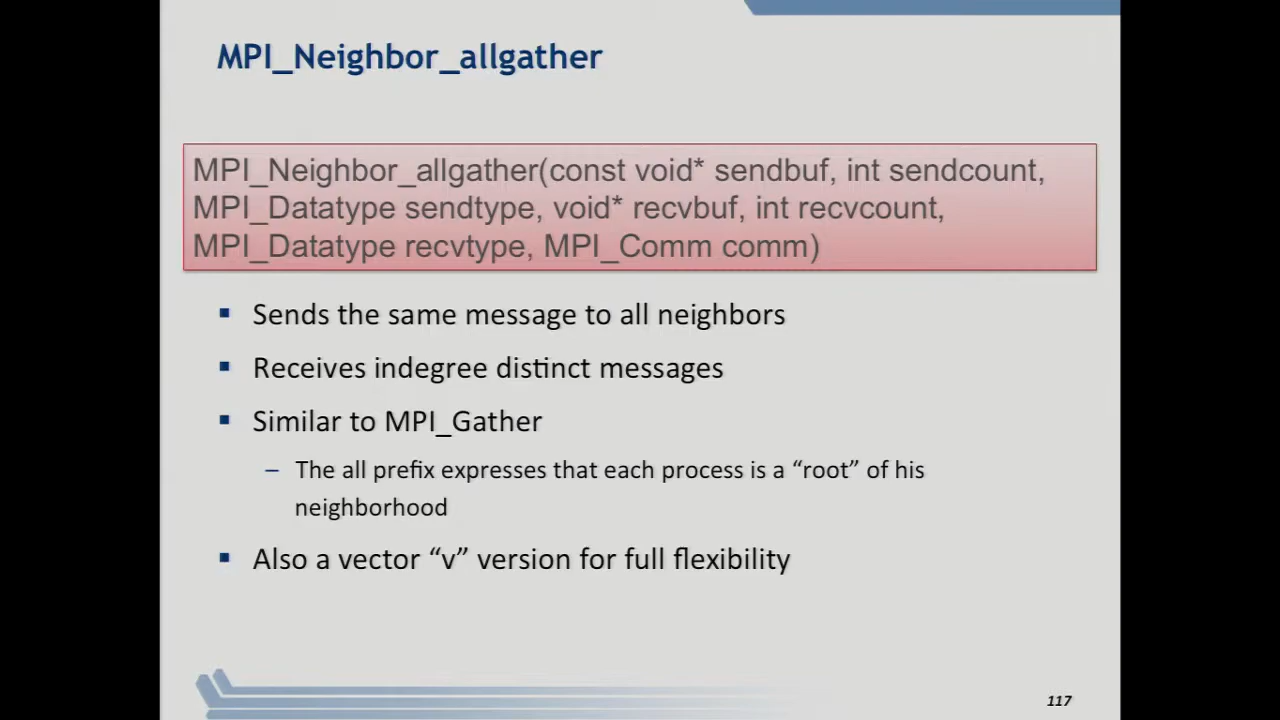 MPI_Neighbor_allgather
MPI_Neighbor_allgather(const void* sendbuf, int sendcount,
MPI_Datatype sendtype, void* recvbuf, int recvcount,
MPI_Datatype recvtype, MPI_Comm comm)
▪ Sends the same message to all neighbors
▪ Receives indegree distinct messages
▪ Similar to MPI_Gather
– The all prefix expresses that each process is a “root” of his
neighborhood
▪ Also a vector “v” version for full flexibility
117